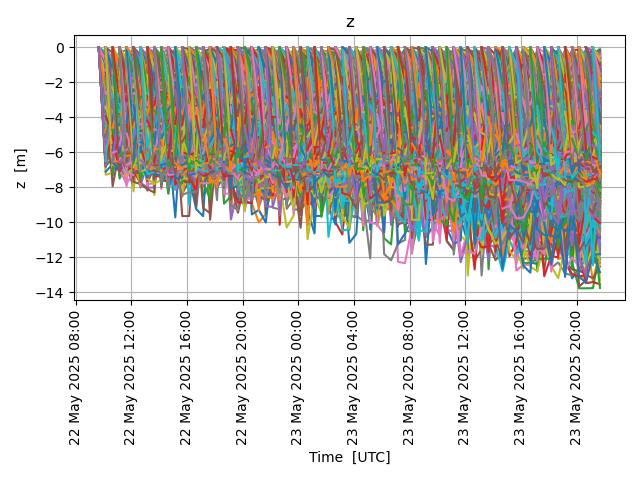 z
0
−2
−4
−6
−8
−10
−12
−14
z  [m]
22 May 2025 08:00
22 May 2025 12:00
22 May 2025 16:00
22 May 2025 20:00
23 May 2025 00:00
23 May 2025 04:00
23 May 2025 08:00
23 May 2025 12:00
23 May 2025 16:00
23 May 2025 20:00
Time  [UTC]